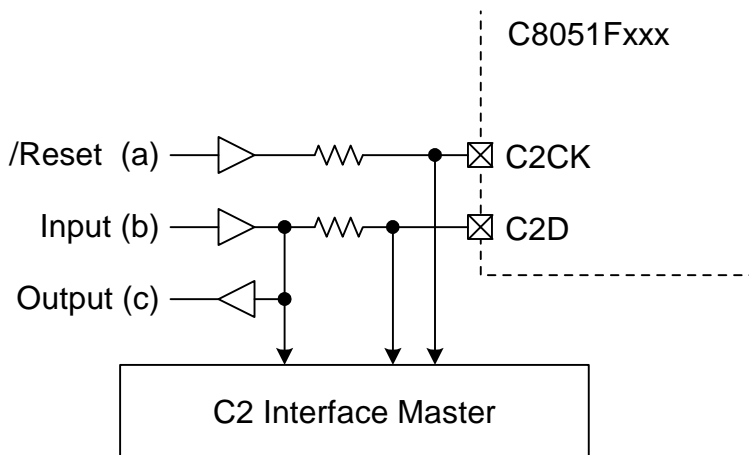 C8051Fxxx
/Reset (a)
C2CK
Input (b)
C2D
Output (c)
C2 Interface Master